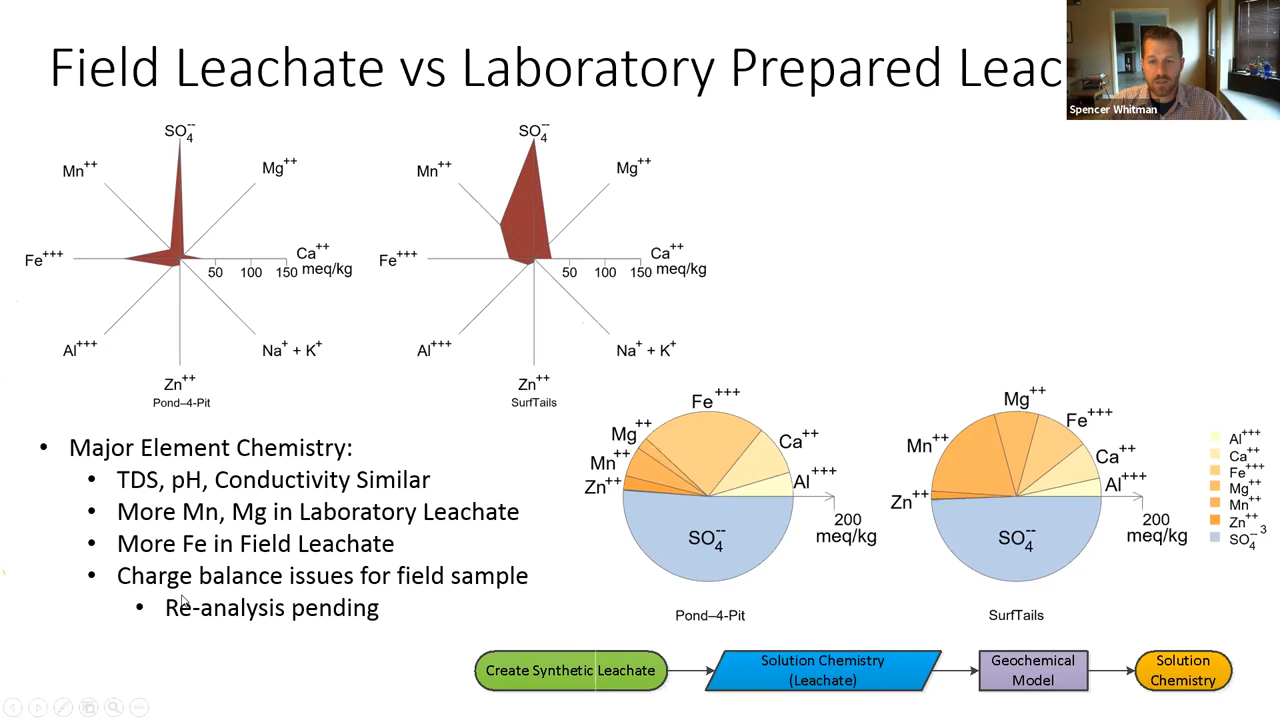 Field Leachate vs Laboratory Prepared Leac
Spencer Whitman
SO₄⁻⁻
Mn⁺⁺
Mg⁺⁺
Fe⁺⁺⁺
Ca⁺⁺
50 100 150 meq/kg
Al⁺⁺⁺
Na⁺ + K⁺
Zn⁺⁺
Pond–4–Pit
SO₄⁻⁻
Mn⁺⁺
Mg⁺⁺
Fe⁺⁺⁺
Ca⁺⁺
50 100 150 meq/kg
Al⁺⁺⁺
Na⁺ + K⁺
Zn⁺⁺
SurfTails
• Major Element Chemistry:
• TDS, pH, Conductivity Similar
• More Mn, Mg in Laboratory Leachate
• More Fe in Field Leachate
• Charge balance issues for field sample
• Re-analysis pending
Fe⁺⁺⁺
Mg⁺⁺
Ca⁺⁺
Mn⁺⁺
Al⁺⁺⁺
Zn⁺⁺
SO₄⁻⁻
200
meq/kg
Pond–4–Pit
Mg⁺⁺
Fe⁺⁺⁺
Mn⁺⁺
Ca⁺⁺
Al⁺⁺⁺
Zn⁺⁺
SO₄⁻⁻
200
meq/kg
SurfTails
Al⁺⁺⁺
Ca⁺⁺
Fe⁺⁺⁺
Mg⁺⁺
Mn⁺⁺
Zn⁺⁺
SO₄⁻⁻
3
Create Synthetic Leachate
Solution Chemistry
(Leachate)
Geochemical
Model
Solution
Chemistry